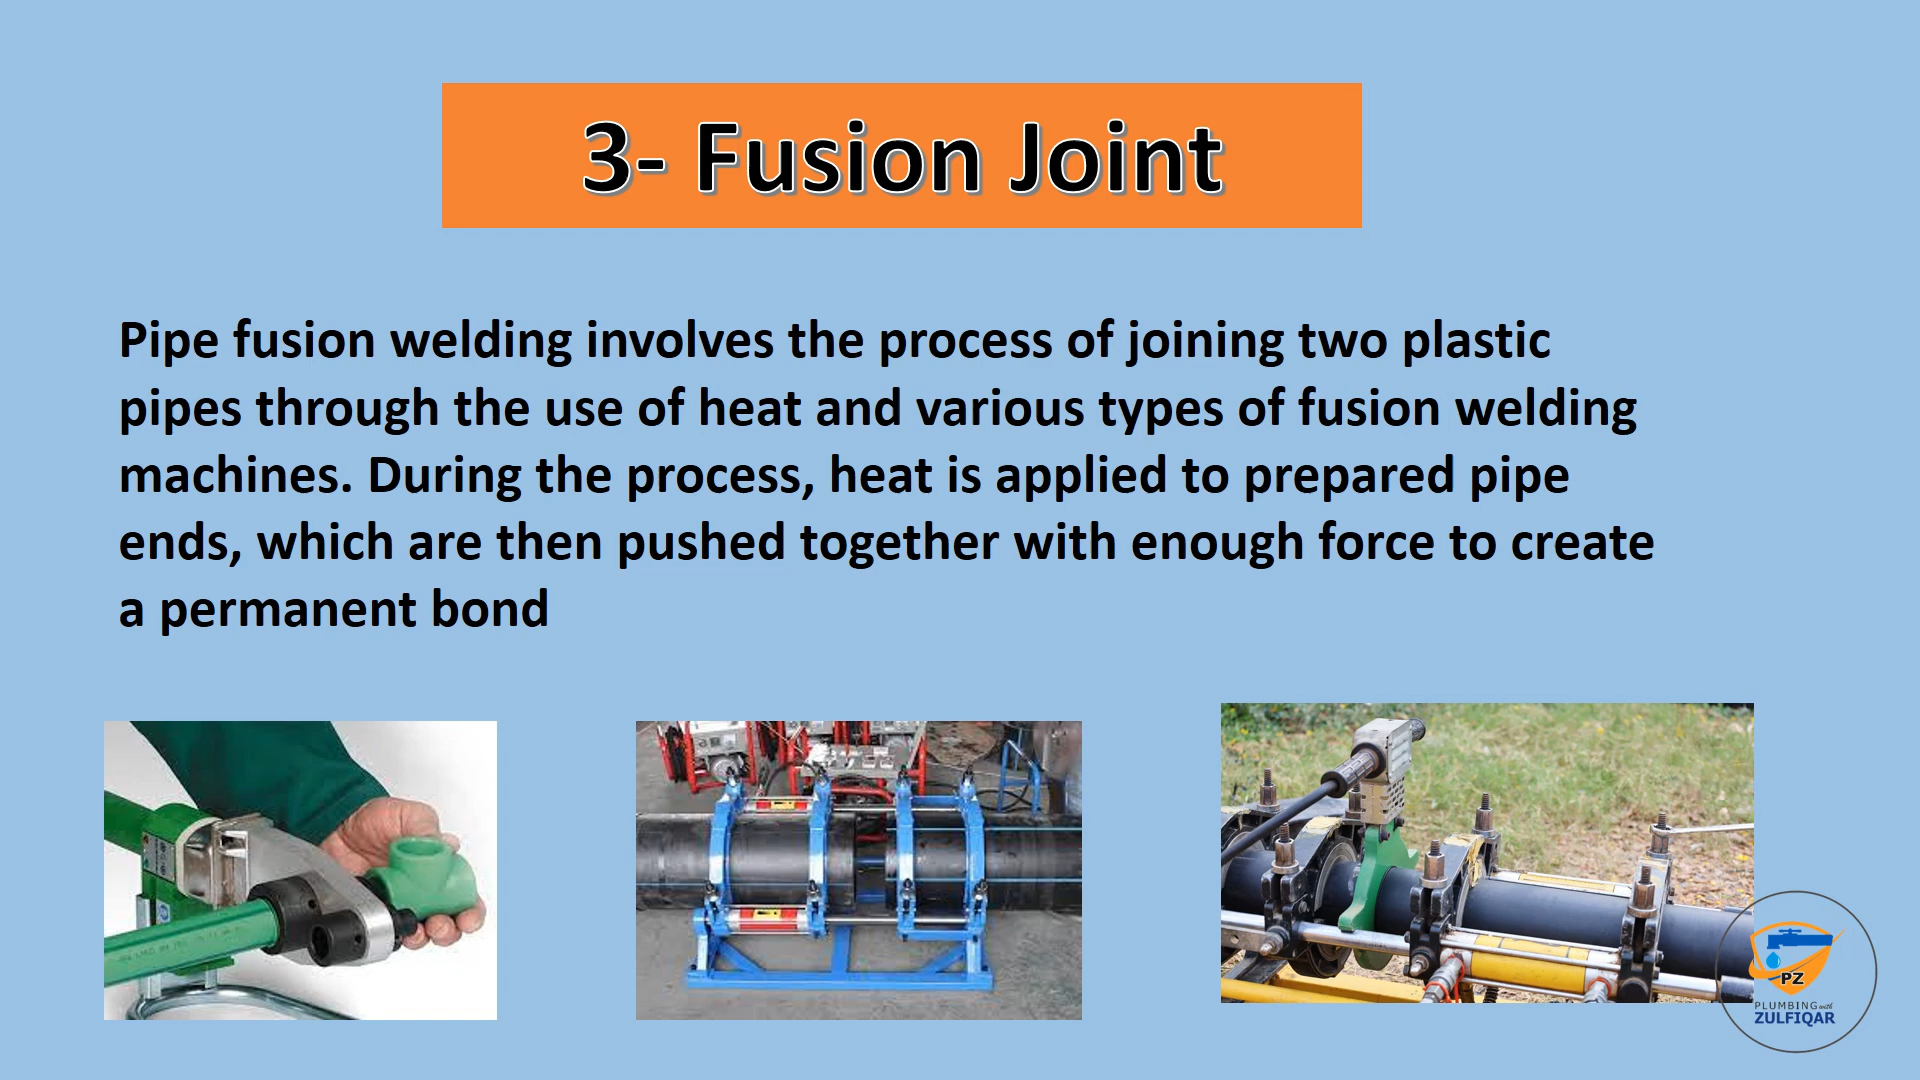 3- Fusion Joint
Pipe fusion welding involves the process of joining two plastic
pipes through the use of heat and various types of fusion welding
machines. During the process, heat is applied to prepared pipe
ends, which are then pushed together with enough force to create
a permanent bond
PZ
PLUMBING with
ZULFIQAR